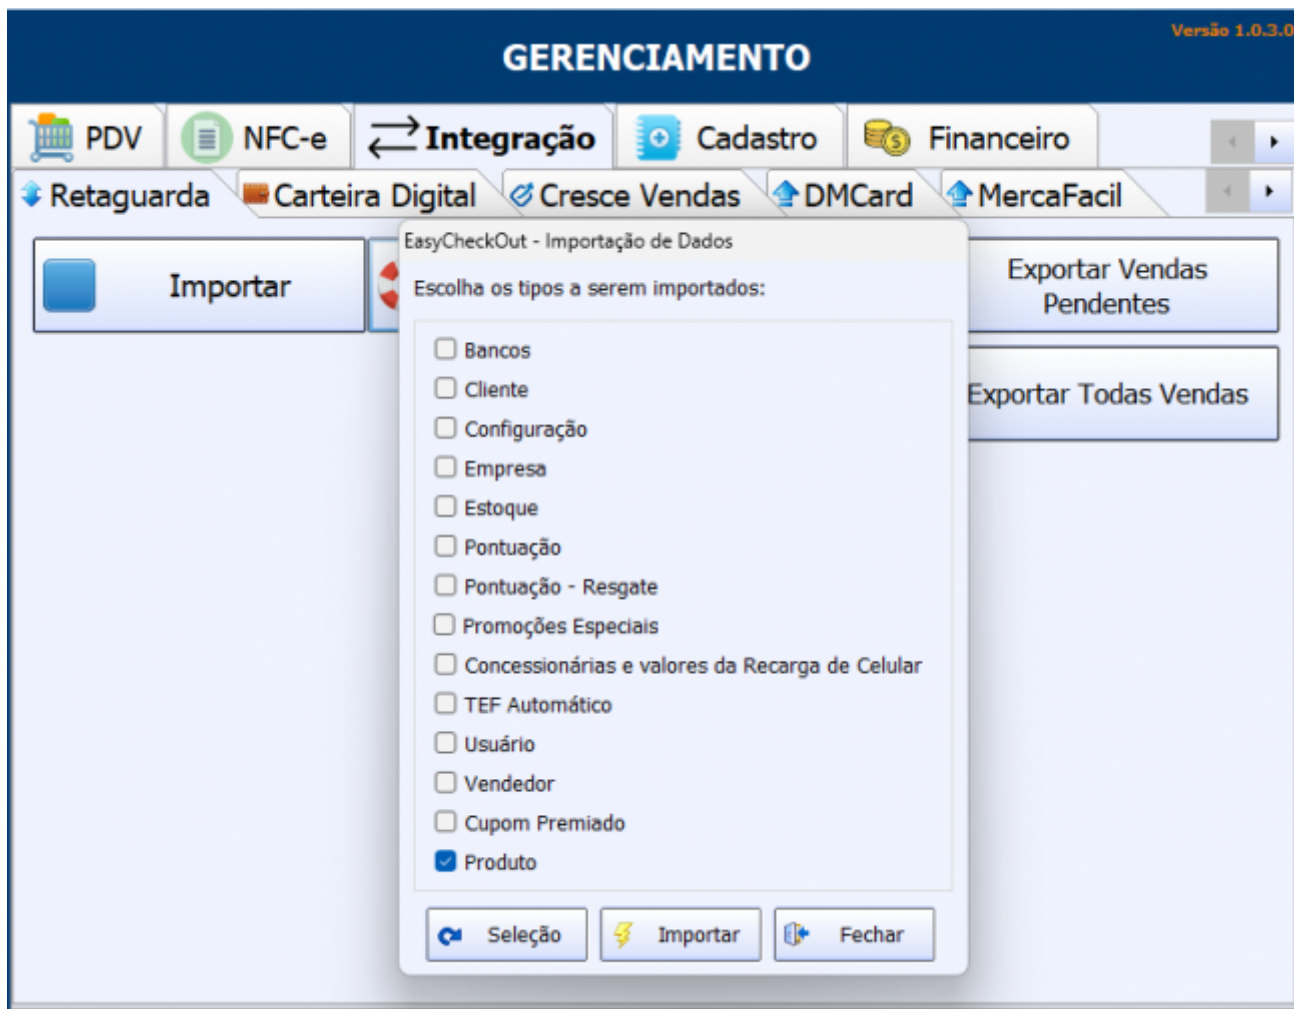 Versão 1.0.3.0
GERENCIAMENTO
PDV NFC-e Integração Cadastro Financeiro
Retaguarda Carteira Digital Cresce Vendas DMCard MercaFacil
EasyCheckOut - Importação de Dados
Importar
Escolha os tipos a serem importados:
Exportar Vendas
Pendentes
Exportar Todas Vendas
Bancos
Cliente
Configuração
Empresa
Estoque
Pontuação
Pontuação - Resgate
Promoções Especiais
Concessionárias e valores da Recarga de Celular
TEF Automático
Usuário
Vendedor
Cupom Premiado
Produto
Seleção Importar Fechar